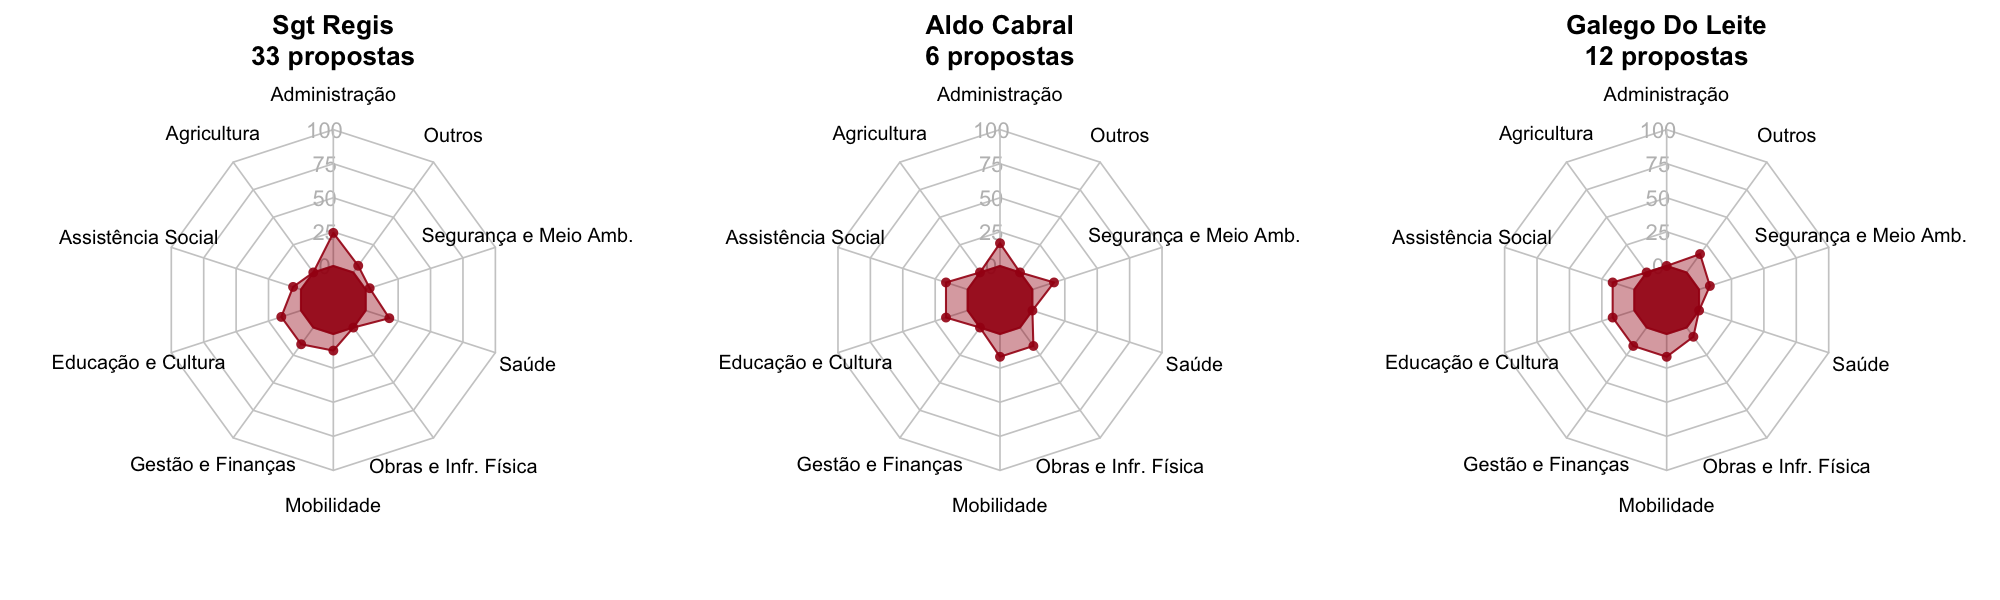 Sgt Regis
33 propostas
Administração
Agricultura
Outros
100
75
50
25
0
Assistência Social
Segurança e Meio Amb.
Educação e Cultura
Saúde
Gestão e Finanças
Obras e Infr. Física
Mobilidade
Aldo Cabral
6 propostas
Administração
Agricultura
Outros
100
75
50
25
0
Assistência Social
Segurança e Meio Amb.
Educação e Cultura
Saúde
Gestão e Finanças
Obras e Infr. Física
Mobilidade
Galego Do Leite
12 propostas
Administração
Agricultura
Outros
100
75
50
25
0
Assistência Social
Segurança e Meio Amb.
Educação e Cultura
Saúde
Gestão e Finanças
Obras e Infr. Física
Mobilidade